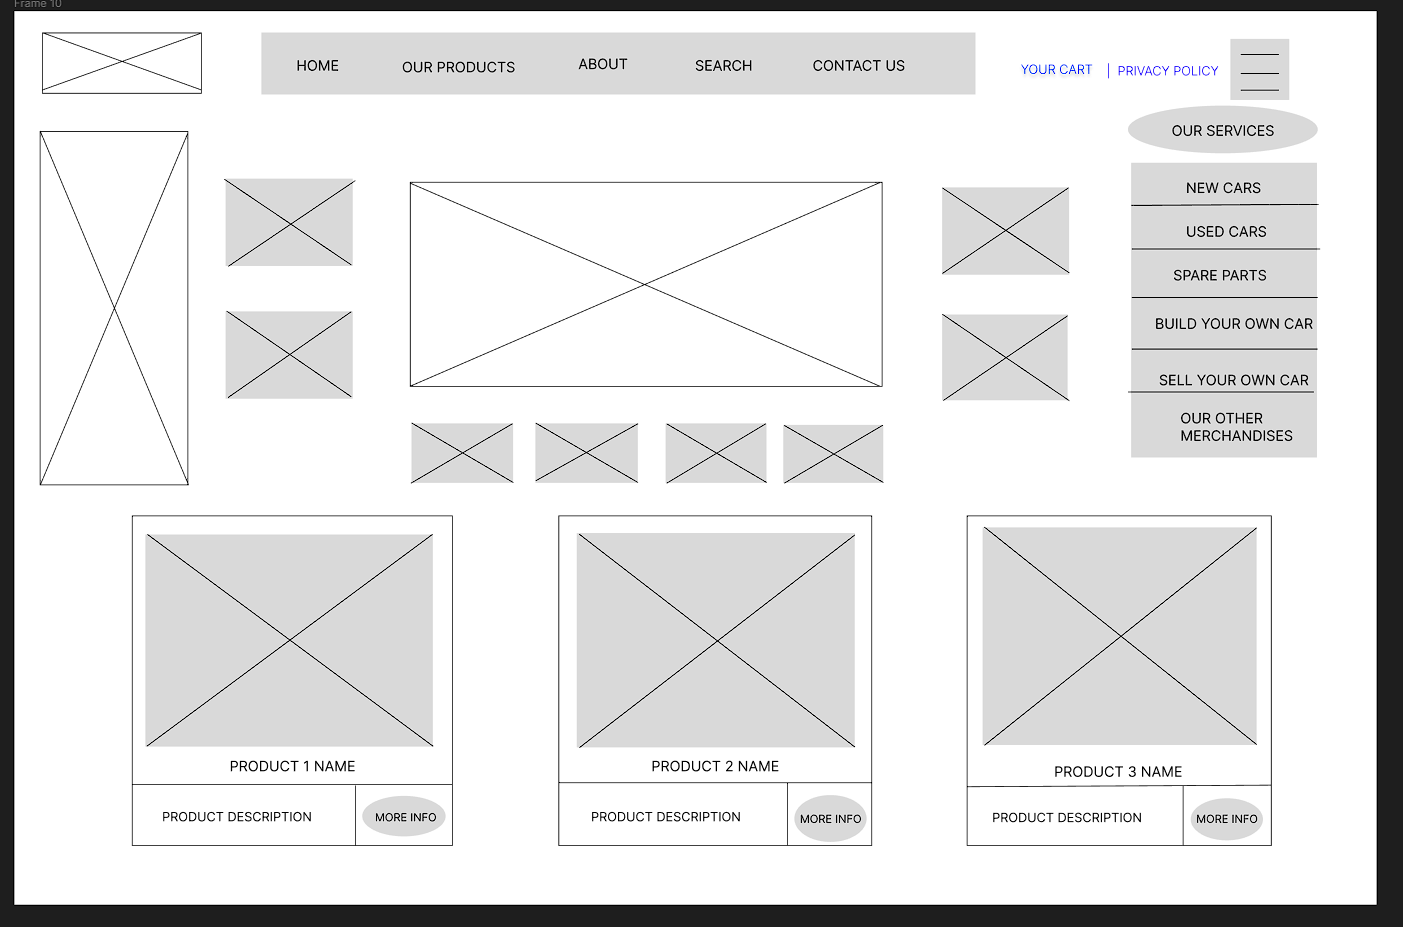 Frame 10
HOME
OUR PRODUCTS
ABOUT
SEARCH
CONTACT US
YOUR CART | PRIVACY POLICY
OUR SERVICES
NEW CARS
USED CARS
SPARE PARTS
BUILD YOUR OWN CAR
SELL YOUR OWN CAR
OUR OTHER
MERCHANDISES
PRODUCT 1 NAME
PRODUCT DESCRIPTION
MORE INFO
PRODUCT 2 NAME
PRODUCT DESCRIPTION
MORE INFO
PRODUCT 3 NAME
PRODUCT DESCRIPTION
MORE INFO